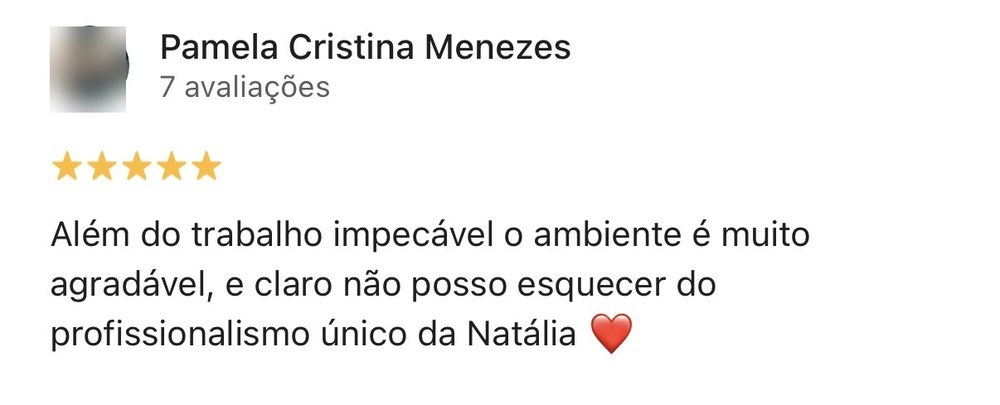 Pamela Cristina Menezes
7 avaliações
Além do trabalho impecável o ambiente é muito
agradável, e claro não posso esquecer do
profissionalismo único da Natália ❤️